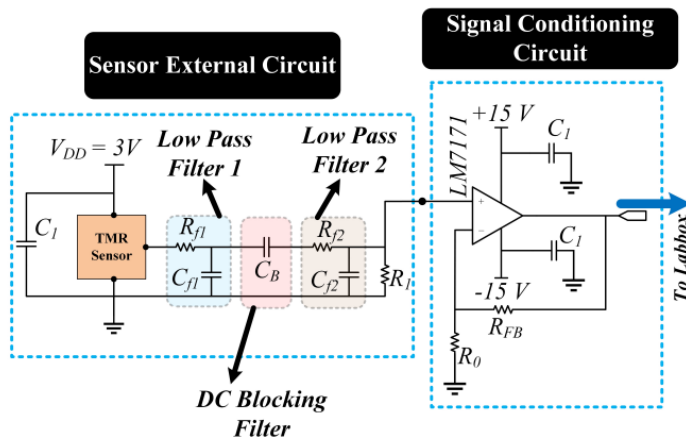 Sensor External Circuit
Signal Conditioning
Circuit
V_DD = 3V
Low Pass
Filter 1
Low Pass
Filter 2
C_1
TMR
Sensor
R_f1
C_f1
C_B
R_f2
C_f2
R_1
DC Blocking
Filter
LM7171
+15 V
C_1
+
−
C_1
-15 V
R_FB
R_0
To Labbox